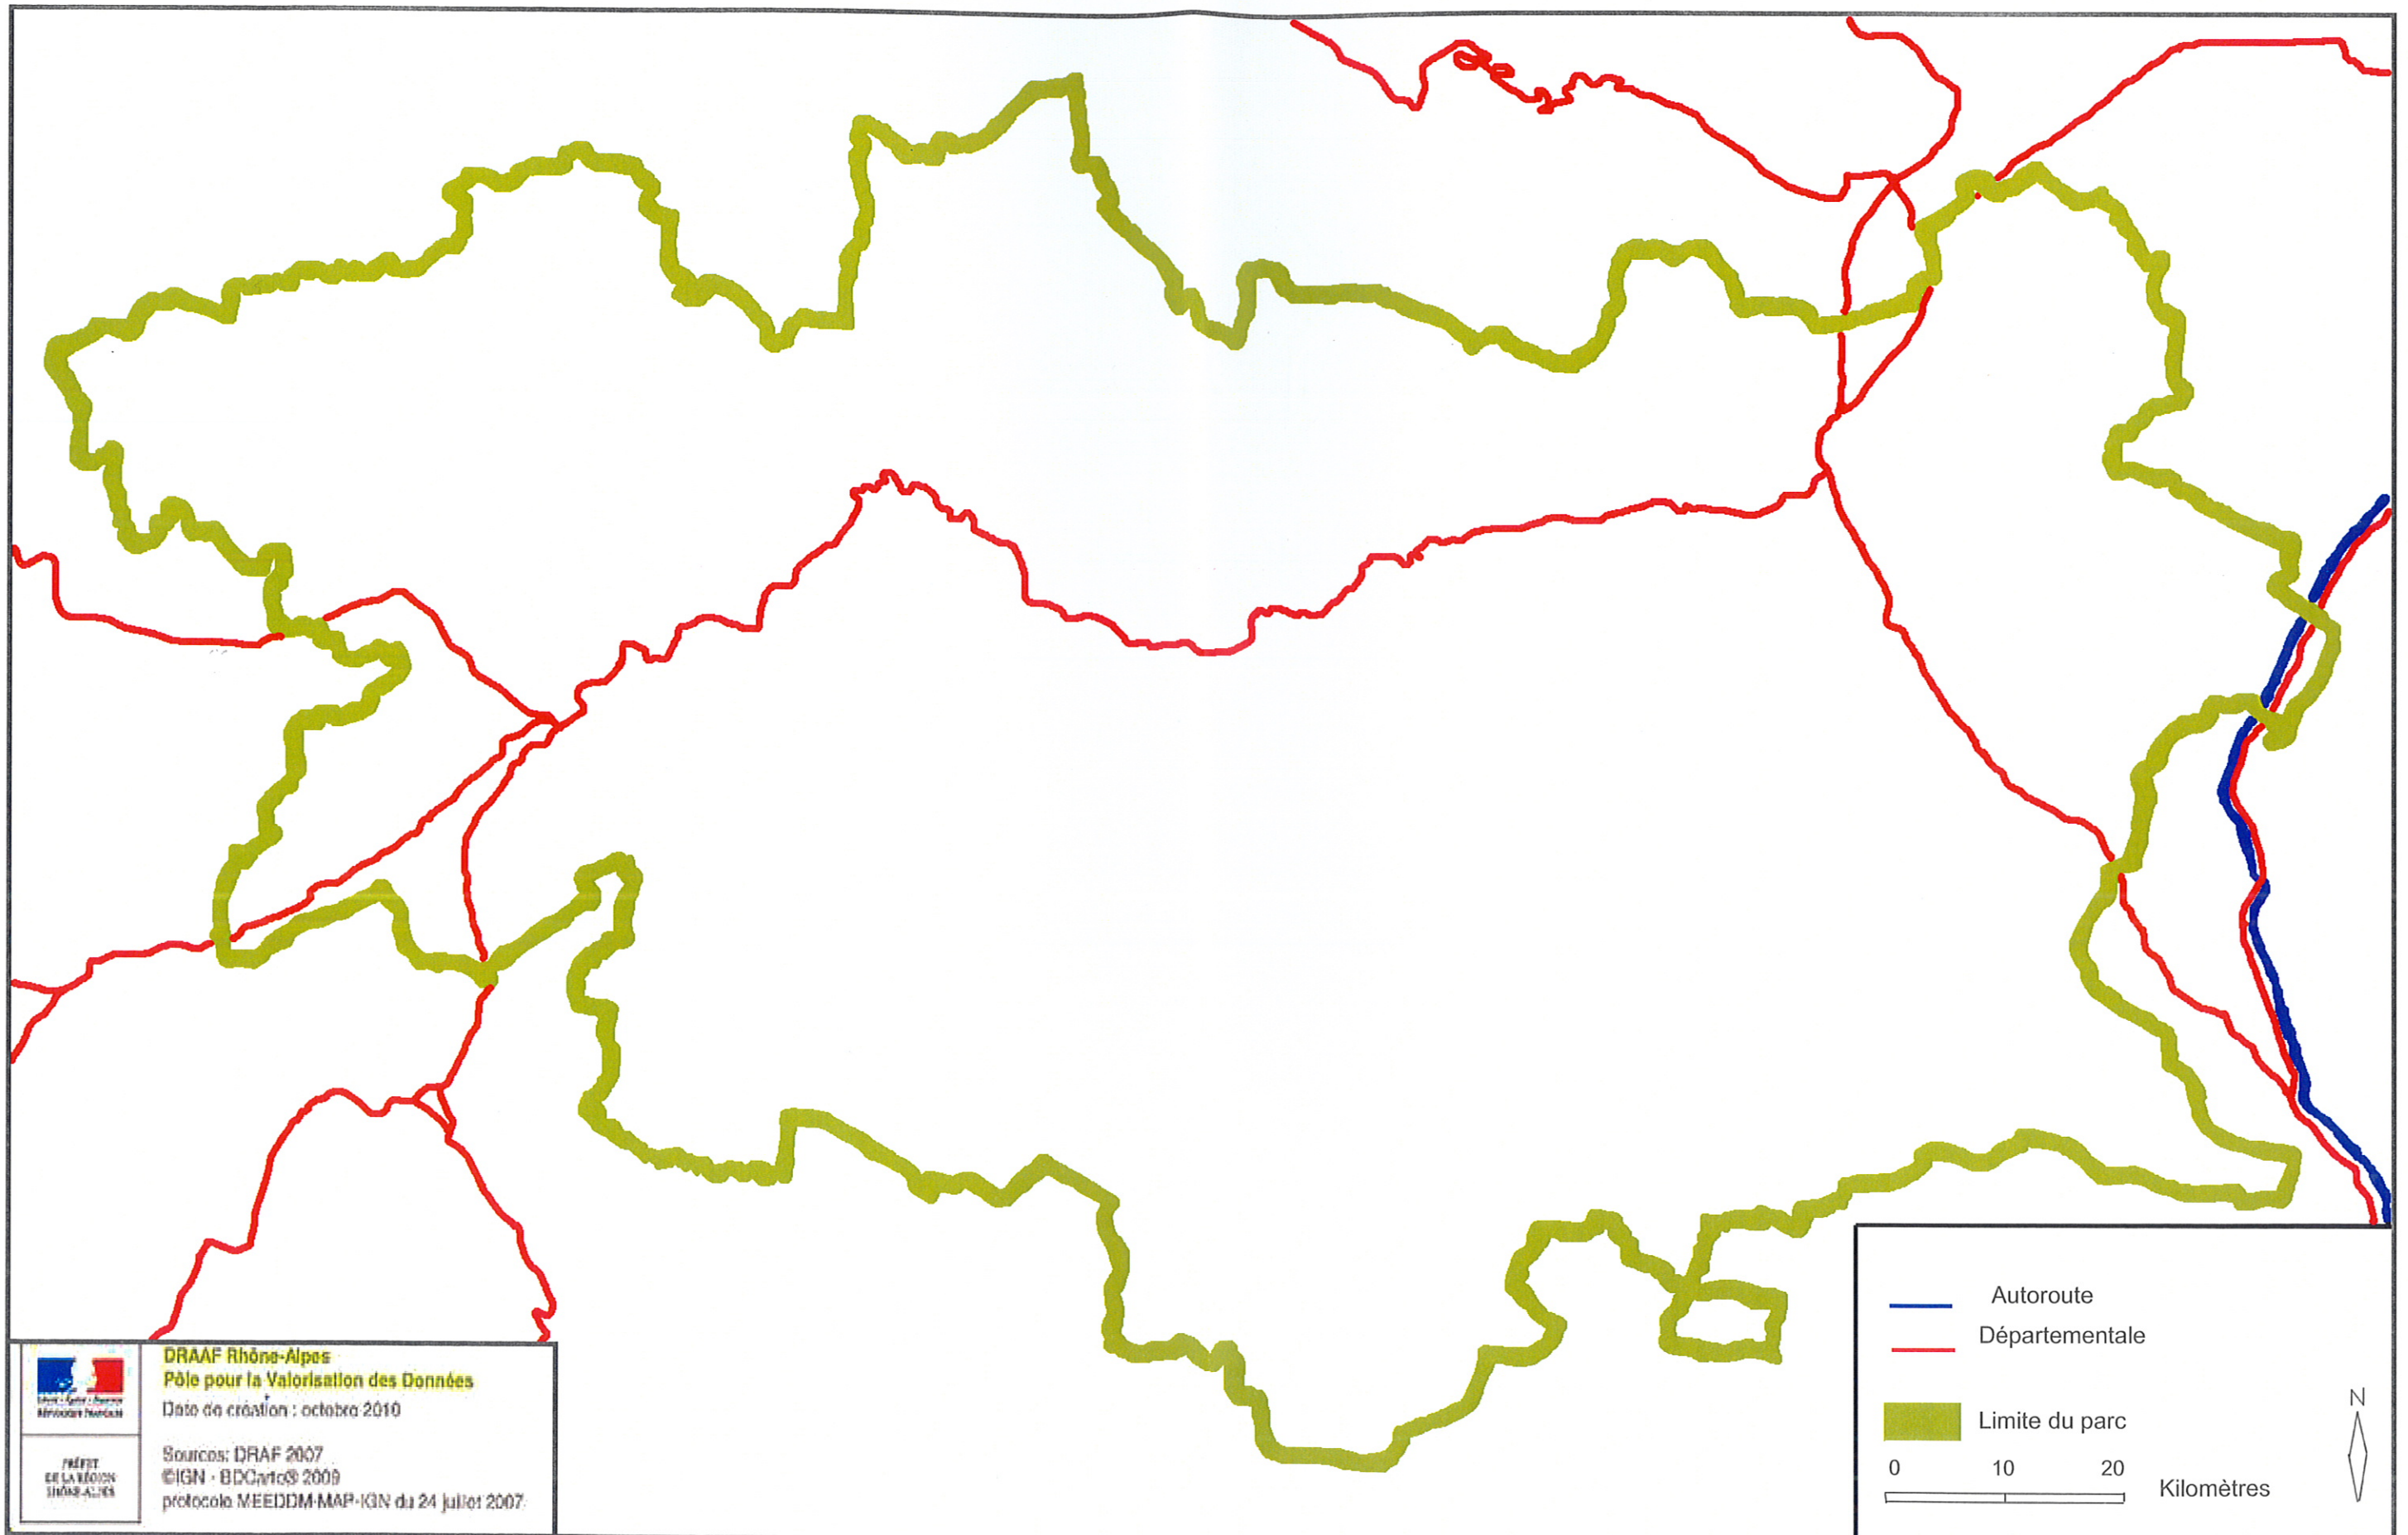 DRAAF Rhône-Alpes
Pôle pour la Valorisation des Données
Date de création : octobre 2010
Sources: DRAF 2007
©IGN - BDCarto® 2009
protocole MEEDDM-MAP-IGN du 24 juillet 2007
RÉPUBLIQUE FRANÇAISE
PRÉFET
DE LA RÉGION
RHÔNE-ALPES
Autoroute
Départementale
Limite du parc
0 10 20
Kilomètres
N